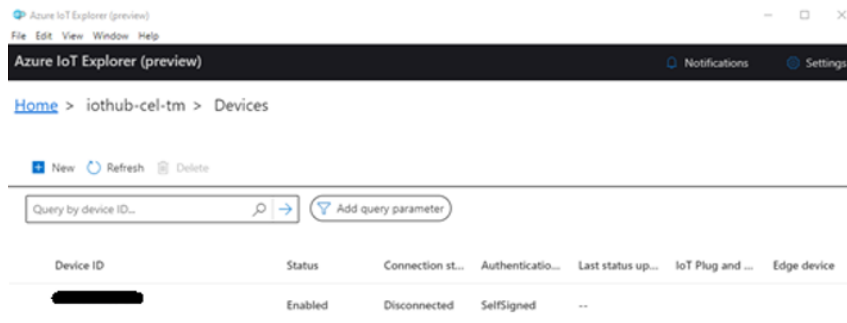 Azure IoT Explorer (preview)
File Edit View Window Help
Azure IoT Explorer (preview) Notifications Settings
Home > iothub-cel-tm > Devices
New Refresh Delete
Query by device ID... Add query parameter
Device ID Status Connection st... Authenticatio... Last status up... IoT Plug and ... Edge device
Enabled Disconnected SelfSigned --